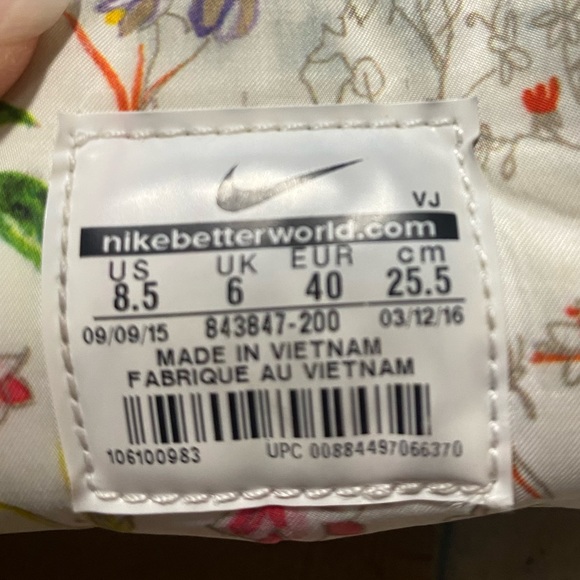 VJ
nikebetterworld.com
US UK EUR cm
8.5 6 40 25.5
09/09/15 843847-200 03/12/16
MADE IN VIETNAM
FABRIQUE AU VIETNAM
106100983 UPC 00884497066370